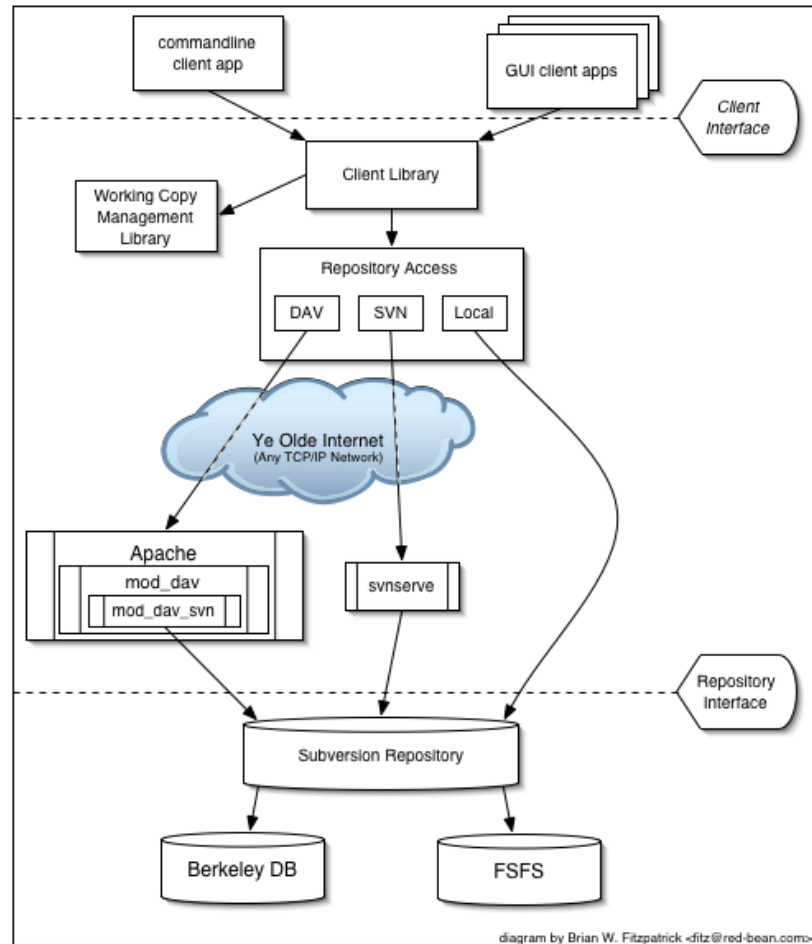 commandline
client app
GUI client apps
Client
Interface
Client Library
Working Copy
Management
Library
Repository Access
DAV
SVN
Local
Ye Olde Internet
(Any TCP/IP Network)
Apache
mod_dav
mod_dav_svn
svnserve
Repository
Interface
Subversion Repository
Berkeley DB
FSFS
diagram by Brian W. Fitzpatrick <fitz@red-bean.com>